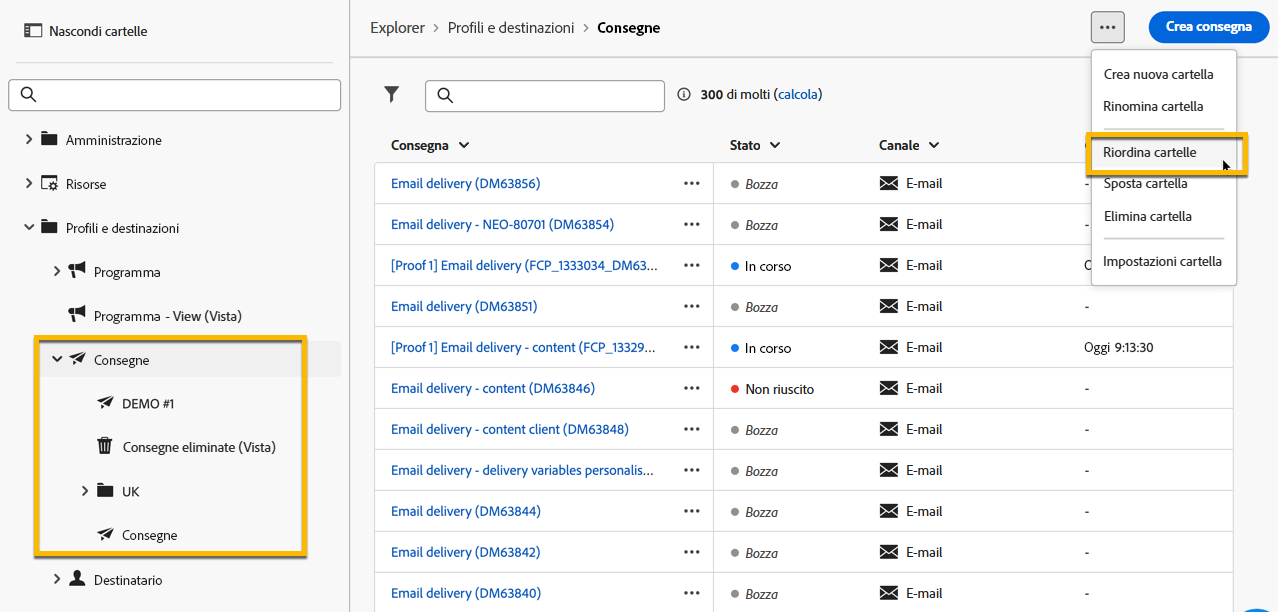 Nascondi cartelle
Explorer > Profili e destinazioni > Consegne
Crea consegna
Crea nuova cartella
Rinomina cartella
Riordina cartelle
Sposta cartella
Elimina cartella
Impostazioni cartella
300 di molti (calcola)
Amministrazione
Risorse
Profili e destinazioni
Programma
Programma - View (Vista)
Consegne
DEMO #1
Consegne eliminate (Vista)
UK
Consegne
Destinatario
Consegna Stato Canale
Email delivery (DM63856) ••• Bozza E-mail -
Email delivery - NEO-80701 (DM63854) ••• Bozza E-mail -
[Proof 1] Email delivery (FCP_1333034_DM63... ••• In corso E-mail
Email delivery (DM63851) ••• Bozza E-mail -
[Proof 1] Email delivery - content (FCP_13329... ••• In corso E-mail Oggi 9:13:30
Email delivery - content (DM63846) ••• Non riuscito E-mail -
Email delivery - content client (DM63848) ••• Bozza E-mail -
Email delivery - delivery variables personalis... ••• Bozza E-mail -
Email delivery (DM63844) ••• Bozza E-mail -
Email delivery (DM63842) ••• Bozza E-mail -
Email delivery (DM63840) ••• Bozza E-mail -